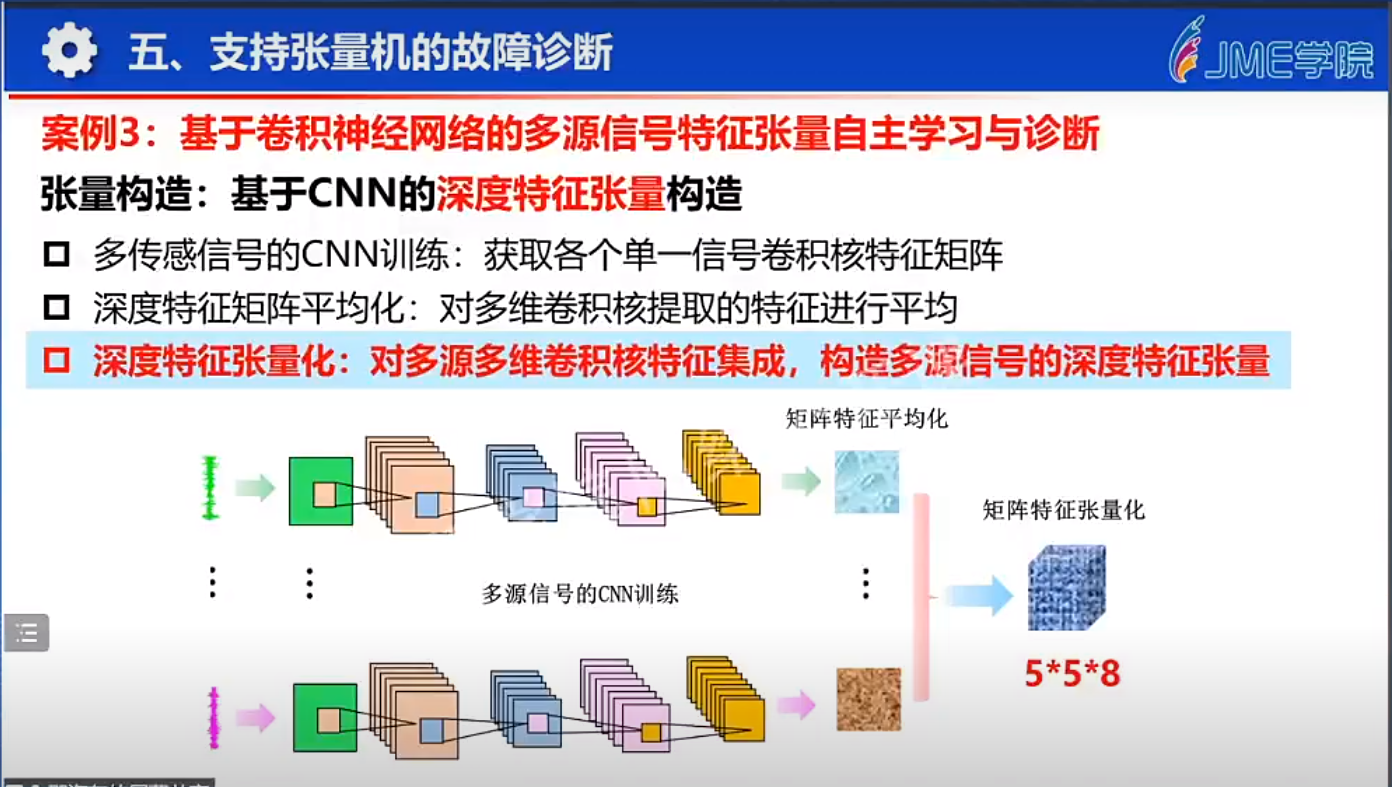 五、支持张量机的故障诊断
JME学院
案例3：基于卷积神经网络的多源信号特征张量自主学习与诊断
张量构造：基于CNN的深度特征张量构造
多传感信号的CNN训练：获取各个单一信号卷积核特征矩阵
深度特征矩阵平均化：对多维卷积核提取的特征进行平均
深度特征张量化：对多源多维卷积核特征集成，构造多源信号的深度特征张量
矩阵特征平均化
矩阵特征张量化
多源信号的CNN训练
5*5*8